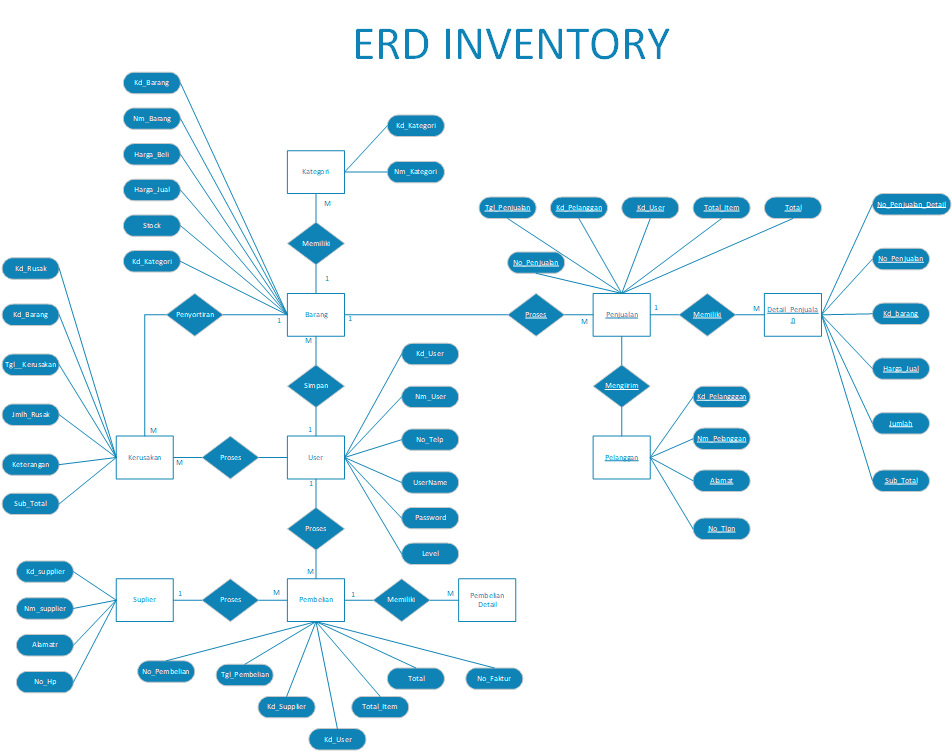 ERD INVENTORY
Kd_Barang
Nm_Barang
Harga_Beli
Harga_Jual
Stock
Kd_Kategori
Kategori
Kd_Kategori
Nm_Kategori
M
Memiliki
1
Kd_Rusak
Kd_Barang
Tgl__Kerusakan
Jmlh_Rusak
Keterangan
Sub_Total
Penyortiran
1
Barang
1
M
Tgl_Penjualan
Kd_Pelanggan
Kd_User
Total_Item
Total
No_Penjualan
Proses
M
Penjualan
1
Memiliki
M
Detail_Penjuala
n
No_Penjualan_Detail
No_Penjualan
Kd_barang
Harga_Jual
Jumlah
Sub_Total
Simpan
1
Mengiirim
Kd_Pelangggan
Nm_Pelanggan
Alamat
No_Tlpn
Pelanggan
M
Kerusakan
M
Proses
User
1
Kd_User
Nm_User
No_Telp
UserName
Password
Level
Proses
M
Kd_supplier
Nm_supplier
Alamatr
No_Hp
Suplier
1
Proses
M
Pembelian
1
Memiliki
M
Pembelian
Detail
No_Pembelian
Tgl_Pembelian
Kd_Supplier
Kd_User
Total_Item
Total
No_Faktur